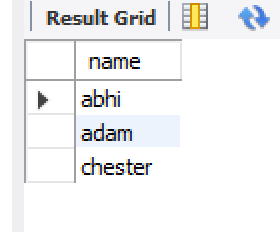 Result Grid
name
abhi
adam
chester